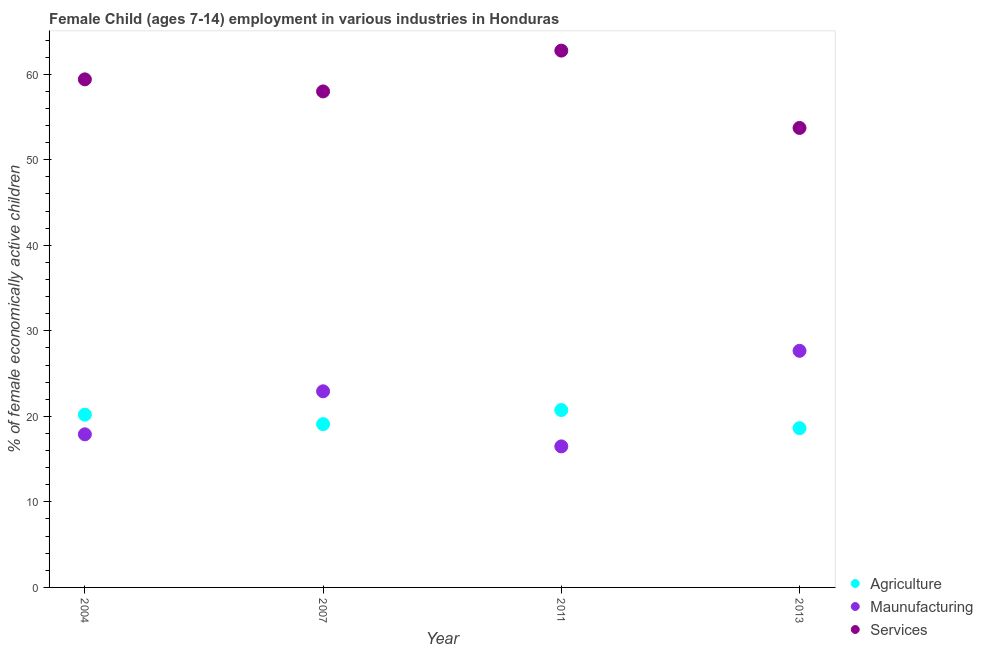 Female Child (ages 7-14) employment in various industries in Honduras
% of female economically active children
60
50
40
30
20
10
0
2004
2007
2011
2013
Year
Agriculture
Maunufacturing
Services